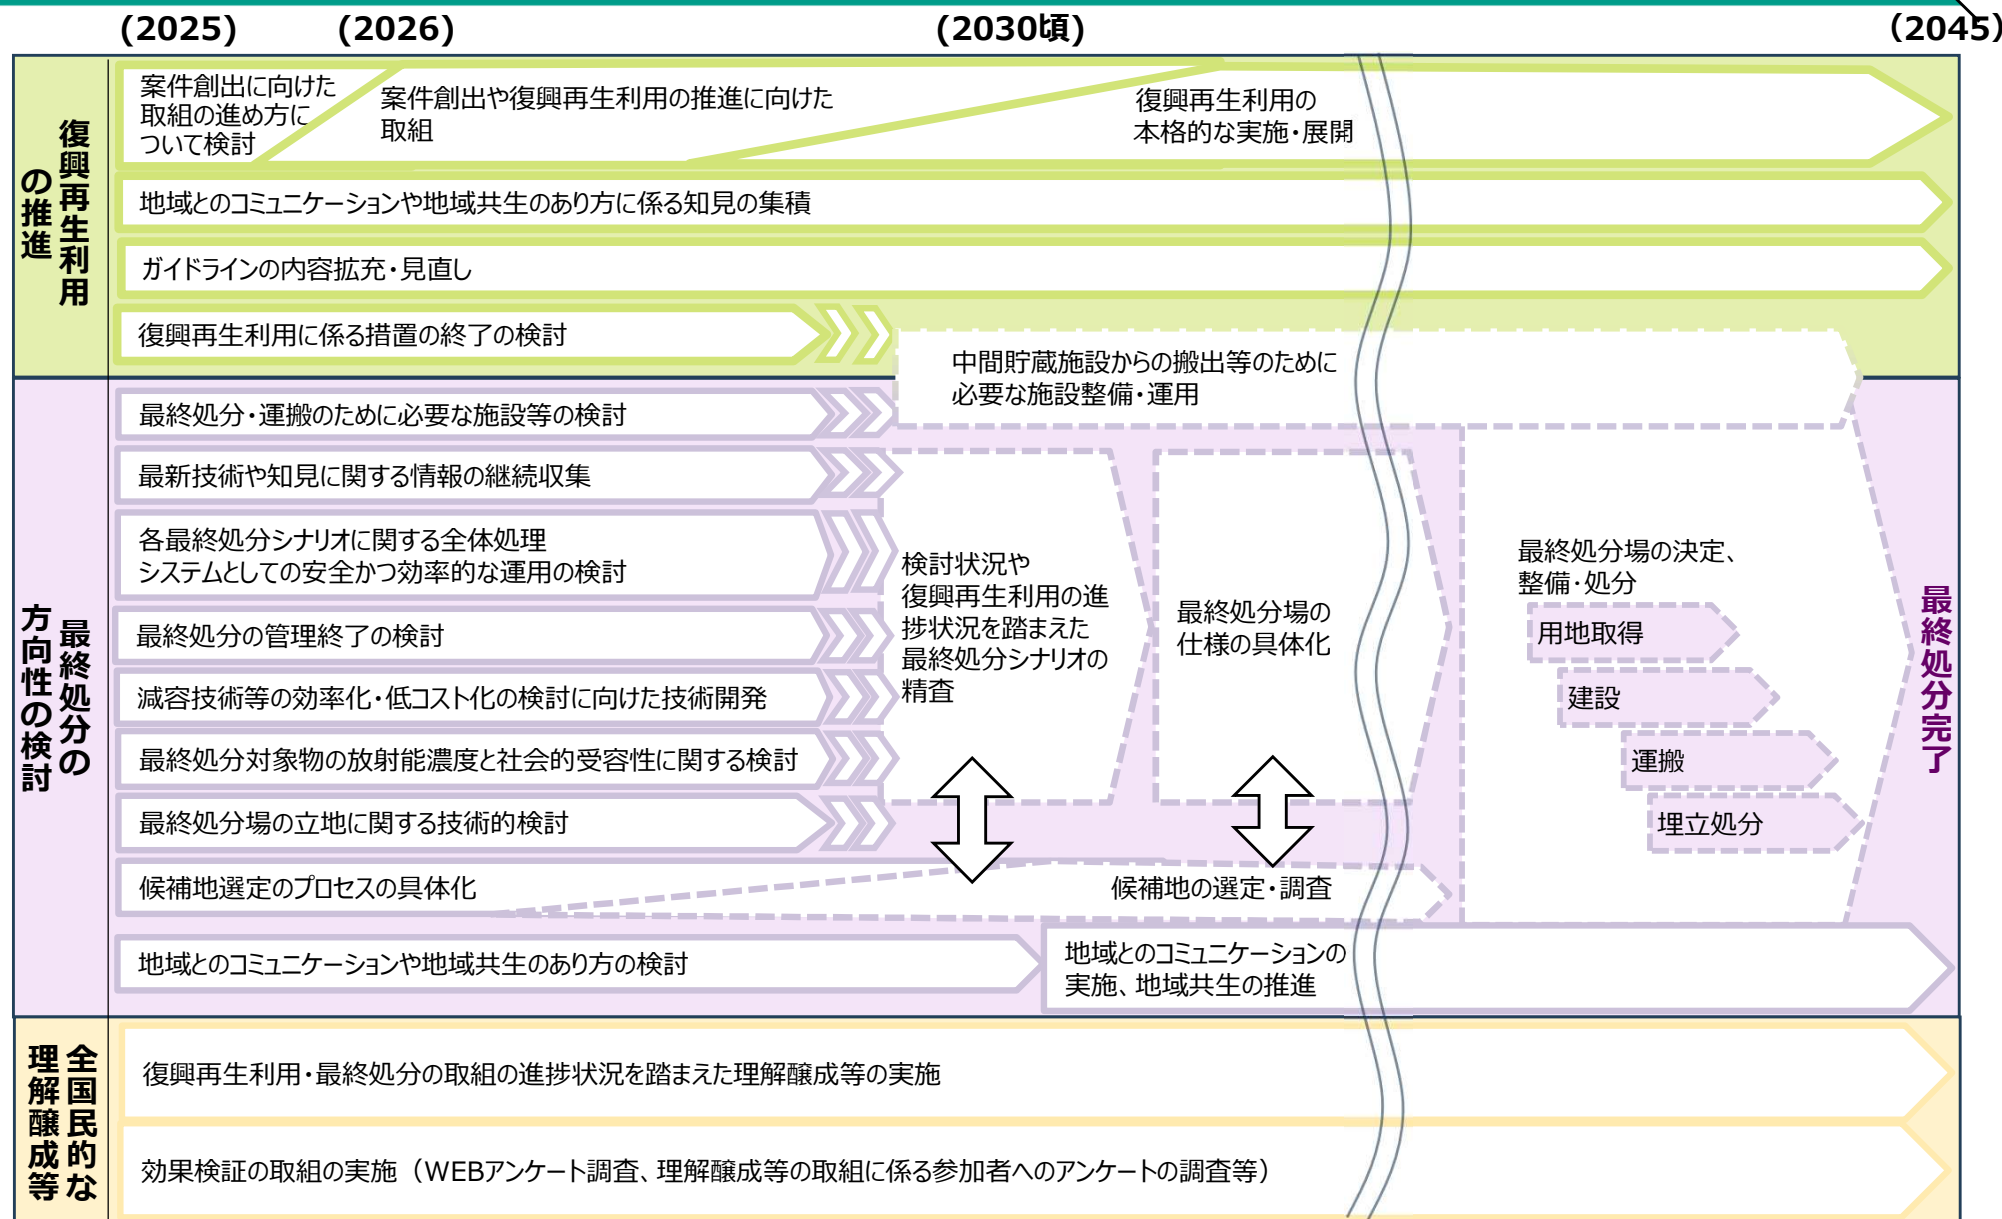 (2025)
(2026)
(2030頃)
(2045)
復興再生利用
の推進
案件創出に向けた
取組の進め方に
ついて検討
案件創出や復興再生利用の推進に向けた
取組
復興再生利用の
本格的な実施・展開
地域とのコミュニケーションや地域共生のあり方に係る知見の集積
ガイドラインの内容拡充・見直し
復興再生利用に係る措置の終了の検討
中間貯蔵施設からの搬出等のために
必要な施設整備・運用
最終処分の
方向性の検討
最終処分・運搬のために必要な施設等の検討
最新技術や知見に関する情報の継続収集
各最終処分シナリオに関する全体処理
システムとしての安全かつ効率的な運用の検討
最終処分の管理終了の検討
減容技術等の効率化・低コスト化の検討に向けた技術開発
最終処分対象物の放射能濃度と社会的受容性に関する検討
最終処分場の立地に関する技術的検討
検討状況や
復興再生利用の進
捗状況を踏まえた
最終処分シナリオの
精査
最終処分場の
仕様の具体化
最終処分場の決定、
整備・処分
用地取得
建設
運搬
埋立処分
最終処分完了
候補地選定のプロセスの具体化
候補地の選定・調査
地域とのコミュニケーションや地域共生のあり方の検討
地域とのコミュニケーションの
実施、地域共生の推進
全国民的な
理解醸成等
復興再生利用・最終処分の取組の進捗状況を踏まえた理解醸成等の実施
効果検証の取組の実施（WEBアンケート調査、理解醸成等の取組に係る参加者へのアンケートの調査等）